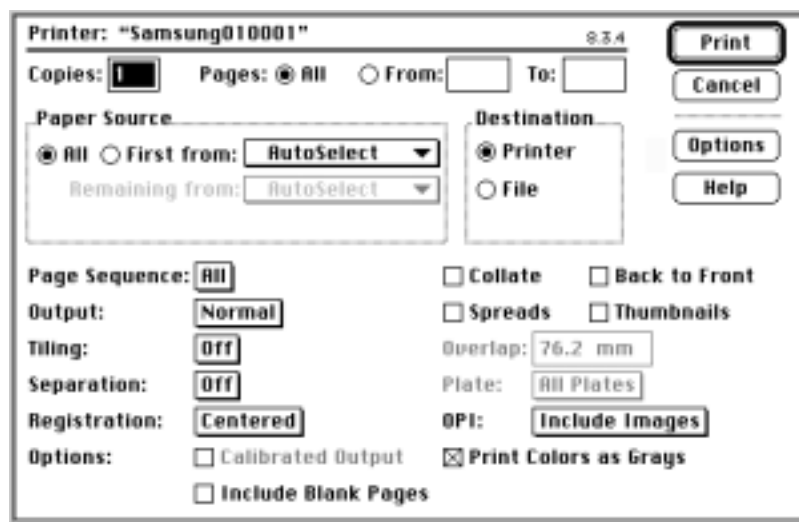 Printer: “Samsung010001” 8.3.4
Print
Copies: 1 Pages: All From: To:
Cancel
Paper Source
Destination
All First from: AutoSelect
Printer
Options
Remaining from: AutoSelect
File
Help
Page Sequence: All
Collate Back to Front
Output: Normal
Spreads Thumbnails
Tiling: Off
Overlap: 76.2 mm
Separation: Off
Plate: All Plates
Registration: Centered
OPI: Include Images
Options: Calibrated Output
Print Colors as Grays
Include Blank Pages